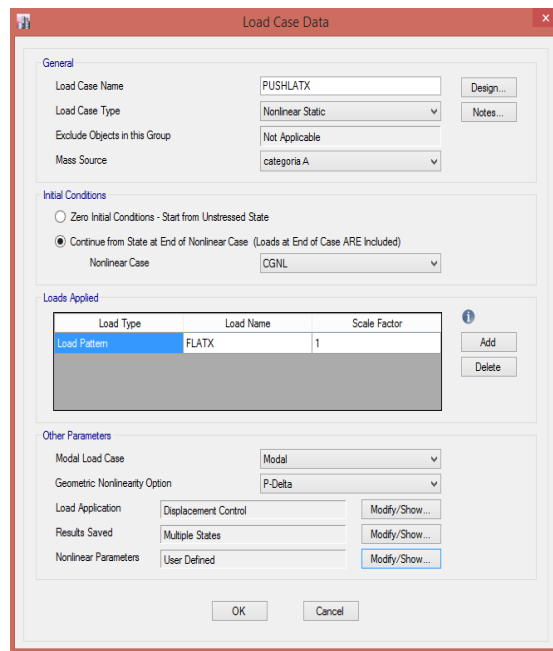 Load Case Data
General
Load Case Name PUSHLATX Design...
Load Case Type Nonlinear Static Notes...
Exclude Objects in this Group Not Applicable
Mass Source categoria A
Initial Conditions
Zero Initial Conditions - Start from Unstressed State
Continue from State at End of Nonlinear Case (Loads at End of Case ARE Included)
Nonlinear Case CGNL
Loads Applied
Load Type Load Name Scale Factor
Load Pattern FLATX 1 Add
Delete
Other Parameters
Modal Load Case Modal
Geometric Nonlinearity Option P-Delta
Load Application Displacement Control Modify/Show...
Results Saved Multiple States Modify/Show...
Nonlinear Parameters User Defined Modify/Show...
OK Cancel